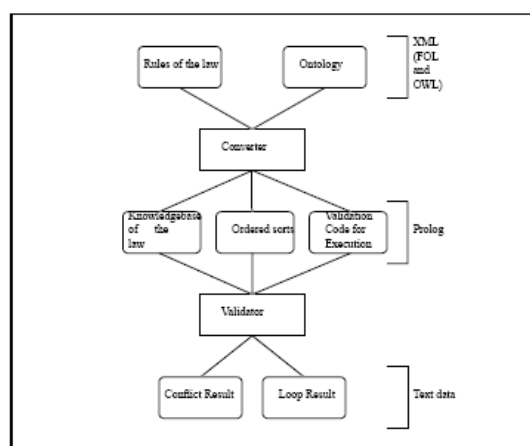 Rules of the law
Ontology
XML
(FOL
and
OWL)
Converter
Knowledgebase
of the
law
Ordered sorts
Validation
Code for
Execution
Prolog
Validator
Conflict Result
Loop Result
Text data